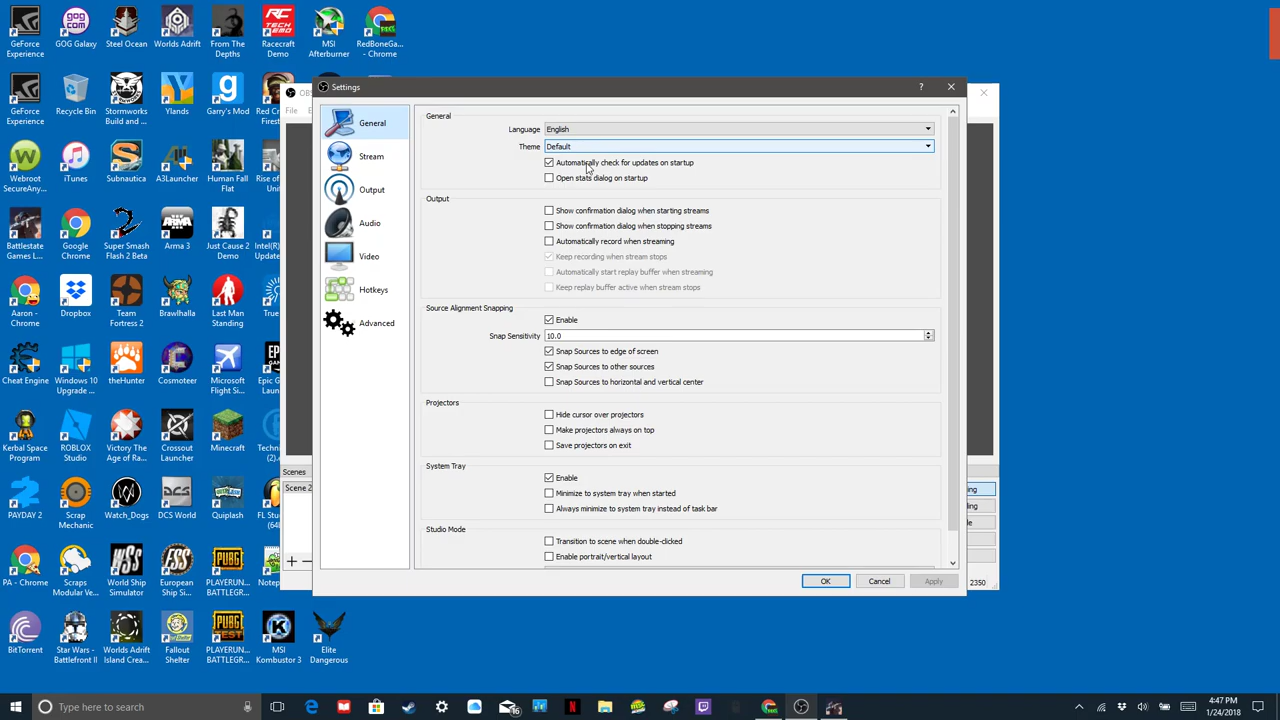 GeForce Experience
GOG Galaxy
Steel Ocean
Worlds Adrift
From The Depths
Racecraft Demo
MSI Afterburner
RedBoneGa... - Chrome
GeForce Experience
Recycle Bin
Stormworks Build and ...
Ylands
Garry's Mod
Webroot SecureAny...
iTunes
Subnautica
A3Launcher
Human Fall Flat
Battlestate Games L...
Google Chrome
Super Smash Flash 2 Beta
Arma 3
Just Cause 2 Demo
Aaron - Chrome
Dropbox
Team Fortress 2
Brawlhalla
Last Man Standing
Cheat Engine
Windows 10 Upgrade ...
theHunter
Cosmoteer
Microsoft Flight Si...
Kerbal Space Program
ROBLOX Studio
Victory The Age of Ra...
Crossout Launcher
Minecraft
PAYDAY 2
Scrap Mechanic
Watch_Dogs
DCS World
Quiplash
PA - Chrome
Scraps Modular Ve...
World Ship Simulator
European Ship Si...
PLAYERUN... BATTLEGR...
BitTorrent
Star Wars - Battlefront II
Worlds Adrift Island Crea...
Fallout Shelter
PLAYERUN... BATTLEGR...
MSI Kombustor 3
Elite Dangerous
File
Scenes
Scene 2
2350
Settings
General
Stream
Output
Audio
Video
Hotkeys
Advanced
General
Language English
Theme Default
Automatically check for updates on startup
Open stats dialog on startup
Output
Show confirmation dialog when starting streams
Show confirmation dialog when stopping streams
Automatically record when streaming
Keep recording when stream stops
Automatically start replay buffer when streaming
Keep replay buffer active when stream stops
Source Alignment Snapping
Enable
Snap Sensitivity 10.0
Snap Sources to edge of screen
Snap Sources to other sources
Snap Sources to horizontal and vertical center
Projectors
Hide cursor over projectors
Make projectors always on top
Save projectors on exit
System Tray
Enable
Minimize to system tray when started
Always minimize to system tray instead of task bar
Studio Mode
Transition to scene when double-clicked
Enable portrait/vertical layout
OK Cancel Apply
Type here to search
16
4:47 PM
1/24/2018